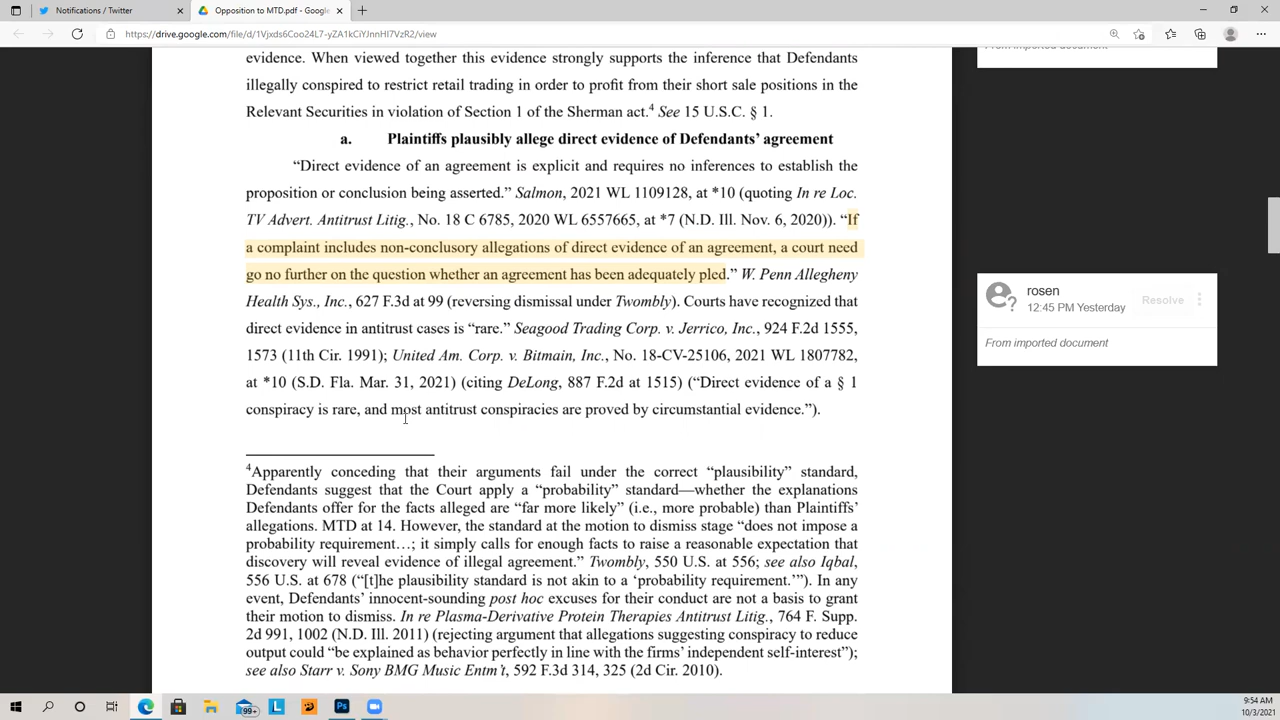 Notifications / Twitter
Opposition to MTD.pdf - Google
https://drive.google.com/file/d/1Vjxds6Coo24L7-yZA1kCiYJnnHI7VzR2/view
evidence. When viewed together this evidence strongly supports the inference that Defendants
illegally conspired to restrict retail trading in order to profit from their short sale positions in the
Relevant Securities in violation of Section 1 of the Sherman act.4 See 15 U.S.C. § 1.
a. Plaintiffs plausibly allege direct evidence of Defendants’ agreement
“Direct evidence of an agreement is explicit and requires no inferences to establish the
proposition or conclusion being asserted.” Salmon, 2021 WL 1109128, at *10 (quoting In re Loc.
TV Advert. Antitrust Litig., No. 18 C 6785, 2020 WL 6557665, at *7 (N.D. Ill. Nov. 6, 2020)). “If
a complaint includes non-conclusory allegations of direct evidence of an agreement, a court need
go no further on the question whether an agreement has been adequately pled.” W. Penn Allegheny
Health Sys., Inc., 627 F.3d at 99 (reversing dismissal under Twombly). Courts have recognized that
direct evidence in antitrust cases is “rare.” Seagood Trading Corp. v. Jerrico, Inc., 924 F.2d 1555,
1573 (11th Cir. 1991); United Am. Corp. v. Bitmain, Inc., No. 18-CV-25106, 2021 WL 1807782,
at *10 (S.D. Fla. Mar. 31, 2021) (citing DeLong, 887 F.2d at 1515) (“Direct evidence of a § 1
conspiracy is rare, and most antitrust conspiracies are proved by circumstantial evidence.”).
4Apparently conceding that their arguments fail under the correct “plausibility” standard,
Defendants suggest that the Court apply a “probability” standard—whether the explanations
Defendants offer for the facts alleged are “far more likely” (i.e., more probable) than Plaintiffs’
allegations. MTD at 14. However, the standard at the motion to dismiss stage “does not impose a
probability requirement…; it simply calls for enough facts to raise a reasonable expectation that
discovery will reveal evidence of illegal agreement.” Twombly, 550 U.S. at 556; see also Iqbal,
556 U.S. at 678 (“[t]he plausibility standard is not akin to a ‘probability requirement.’”). In any
event, Defendants’ innocent-sounding post hoc excuses for their conduct are not a basis to grant
their motion to dismiss. In re Plasma-Derivative Protein Therapies Antitrust Litig., 764 F. Supp.
2d 991, 1002 (N.D. Ill. 2011) (rejecting argument that allegations suggesting conspiracy to reduce
output could “be explained as behavior perfectly in line with the firms’ independent self-interest”);
see also Starr v. Sony BMG Music Entm’t, 592 F.3d 314, 325 (2d Cir. 2010).
From imported document
rosen
12:45 PM Yesterday
Resolve
From imported document
99+
L
Ps
9:54 AM
10/3/2021